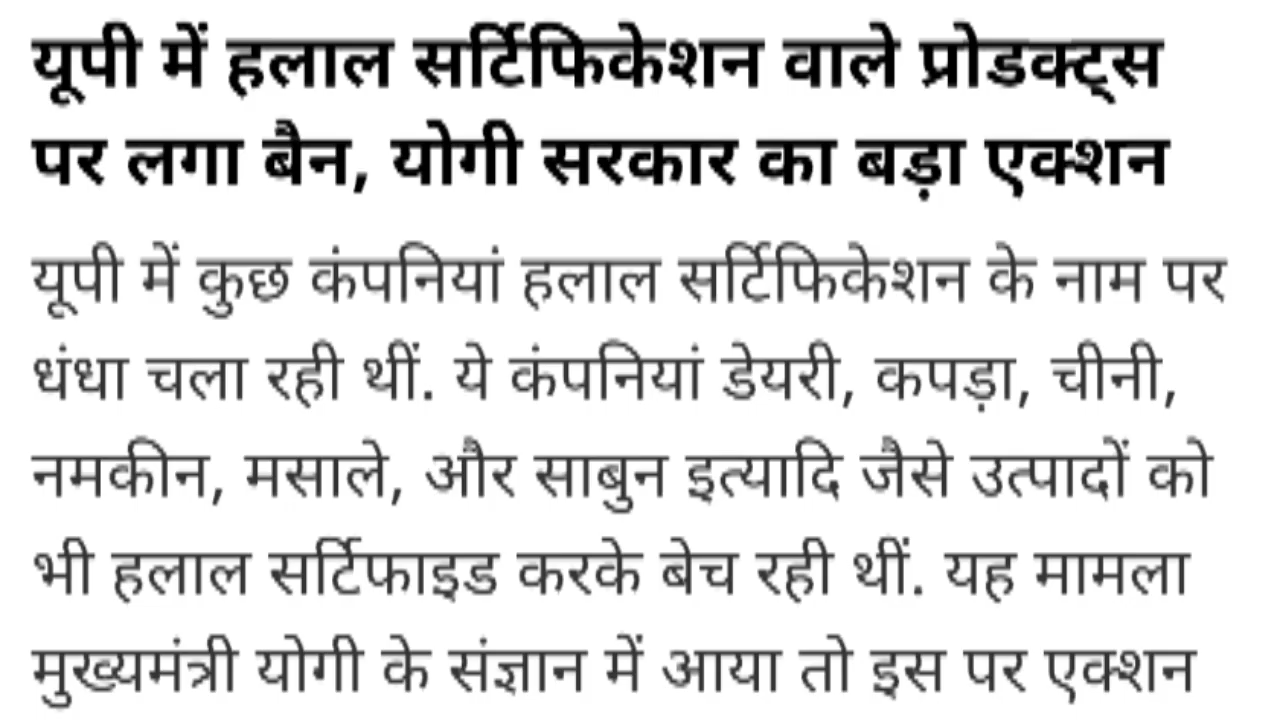 यूपी में हलाल सर्टिफिकेशन वाले प्रोडक्ट्स
पर लगा बैन, योगी सरकार का बड़ा एक्शन
यूपी में कुछ कंपनियां हलाल सर्टिफिकेशन के नाम पर
धंधा चला रही थीं. ये कंपनियां डेयरी, कपड़ा, चीनी,
नमकीन, मसाले, और साबुन इत्यादि जैसे उत्पादों को
भी हलाल सर्टिफाइड करके बेच रही थीं. यह मामला
मुख्यमंत्री योगी के संज्ञान में आया तो इस पर एक्शन